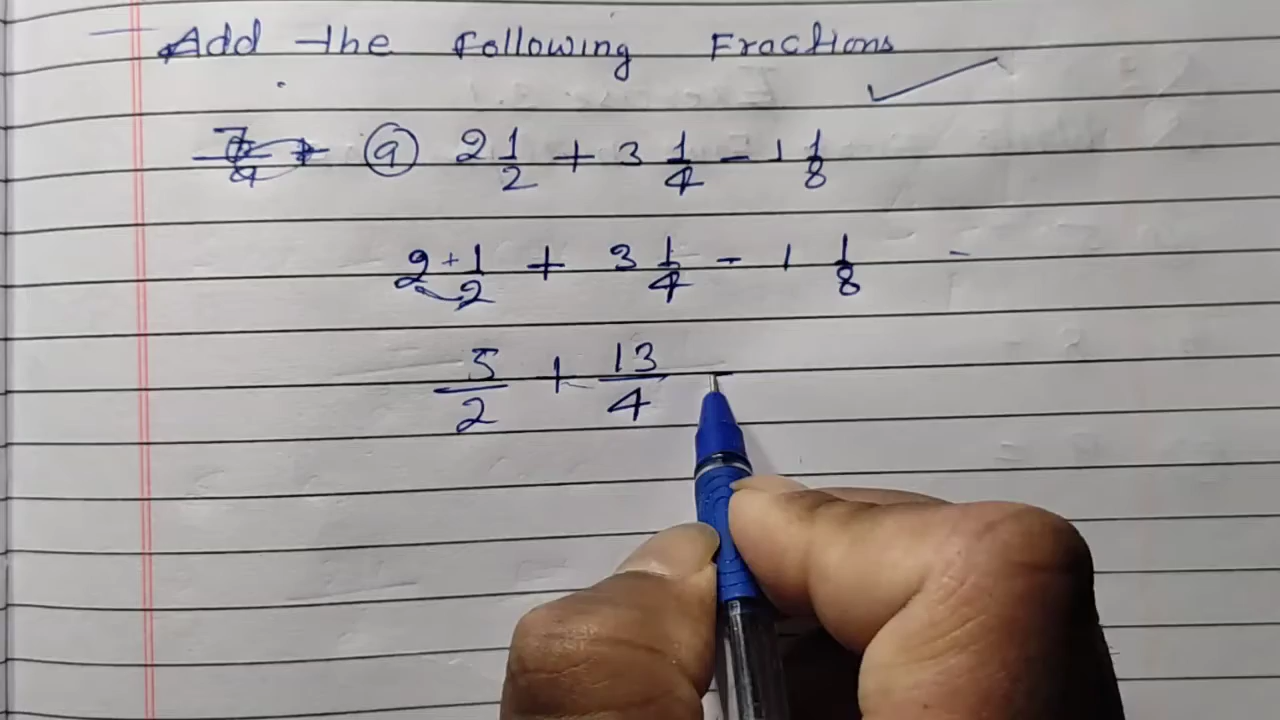 Add the Following Fractions
ⓐ 2 1/2 + 3 1/4 - 1 1/8
2 + 1/2 + 3 1/4 - 1 1/8 -
5/2 + 13/4 -